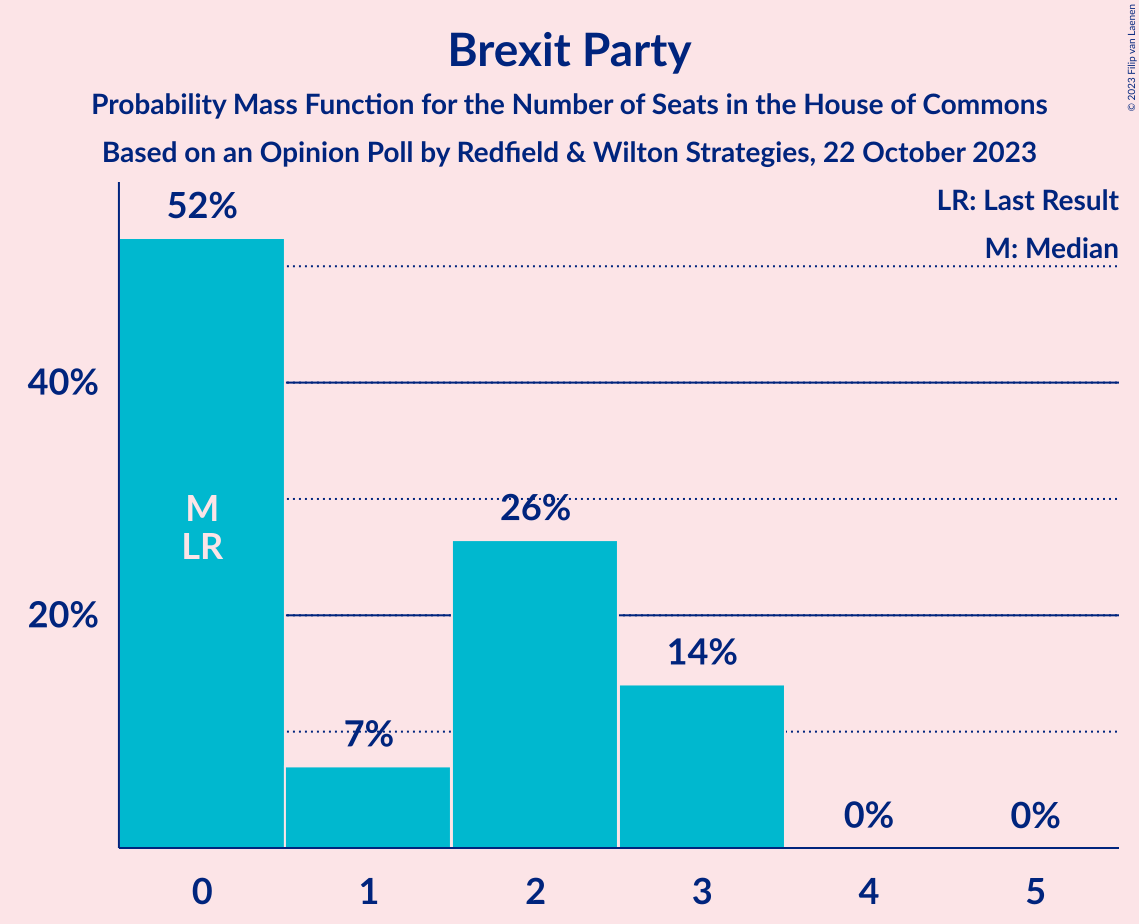 Brexit Party
Probability Mass Function for the Number of Seats in the House of Commons
Based on an Opinion Poll by Redfield & Wilton Strategies, 22 October 2023
© 2023 Filip van Laenen
LR: Last Result
M: Median
52%
40%
M
LR
26%
20%
14%
7%
0%
0%
0
1
2
3
4
5